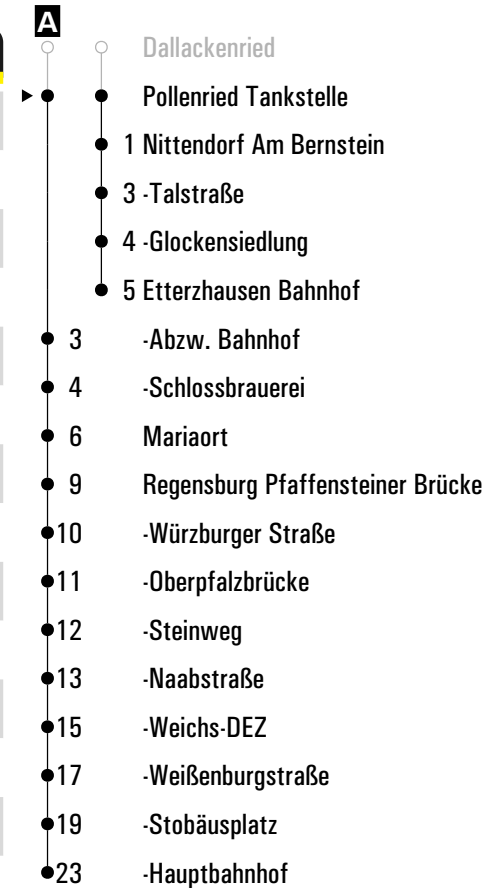 A
Dallackenried
Pollenried Tankstelle
1 Nittendorf Am Bernstein
3 -Talstraße
4 -Glockensiedlung
5 Etterzhausen Bahnhof
3 -Abzw. Bahnhof
4 -Schlossbrauerei
6 Mariaort
9 Regensburg Pfaffensteiner Brücke
10 -Würzburger Straße
11 -Oberpfalzbrücke
12 -Steinweg
13 -Naabstraße
15 -Weichs-DEZ
17 -Weißenburgstraße
19 -Stobäusplatz
23 -Hauptbahnhof